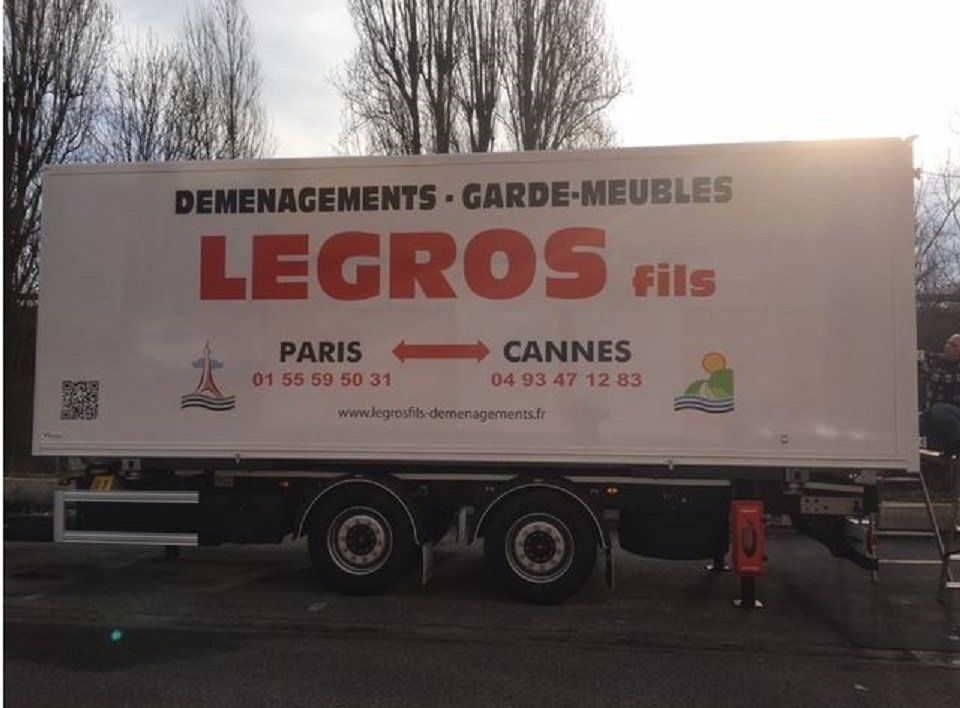 DEMENAGEMENTS - GARDE-MEUBLES
LEGROS fils
PARIS CANNES
01 55 59 50 31 04 93 47 12 83
www.legrosfils-demenagements.fr